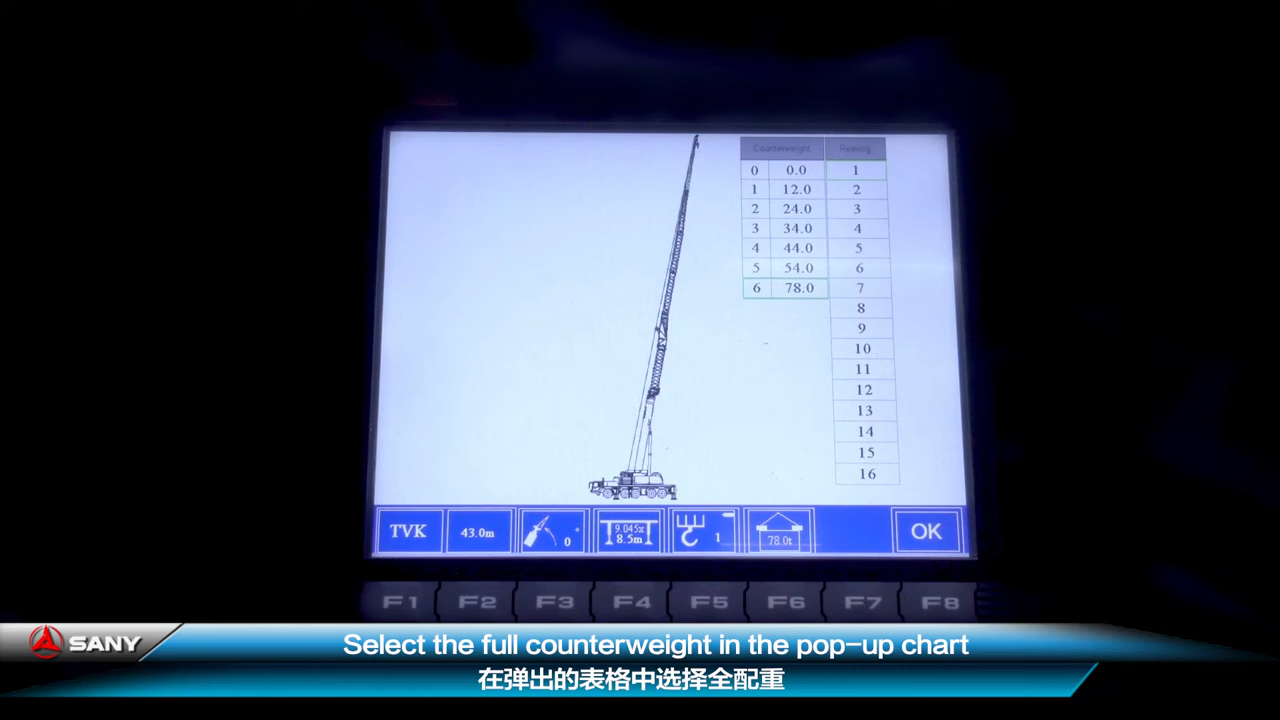 Counterweight Reeving
0 0.0 1
1 12.0 2
2 24.0 3
3 34.0 4
4 44.0 5
5 54.0 6
6 78.0 7
8
9
10
11
12
13
14
15
16
TVK 43.0m 0° 9.045x 8.5m 1 78.0t OK
F1 F2 F3 F4 F5 F6 F7 F8
SANY
Select the full counterweight in the pop-up chart
在弹出的表格中选择全配重